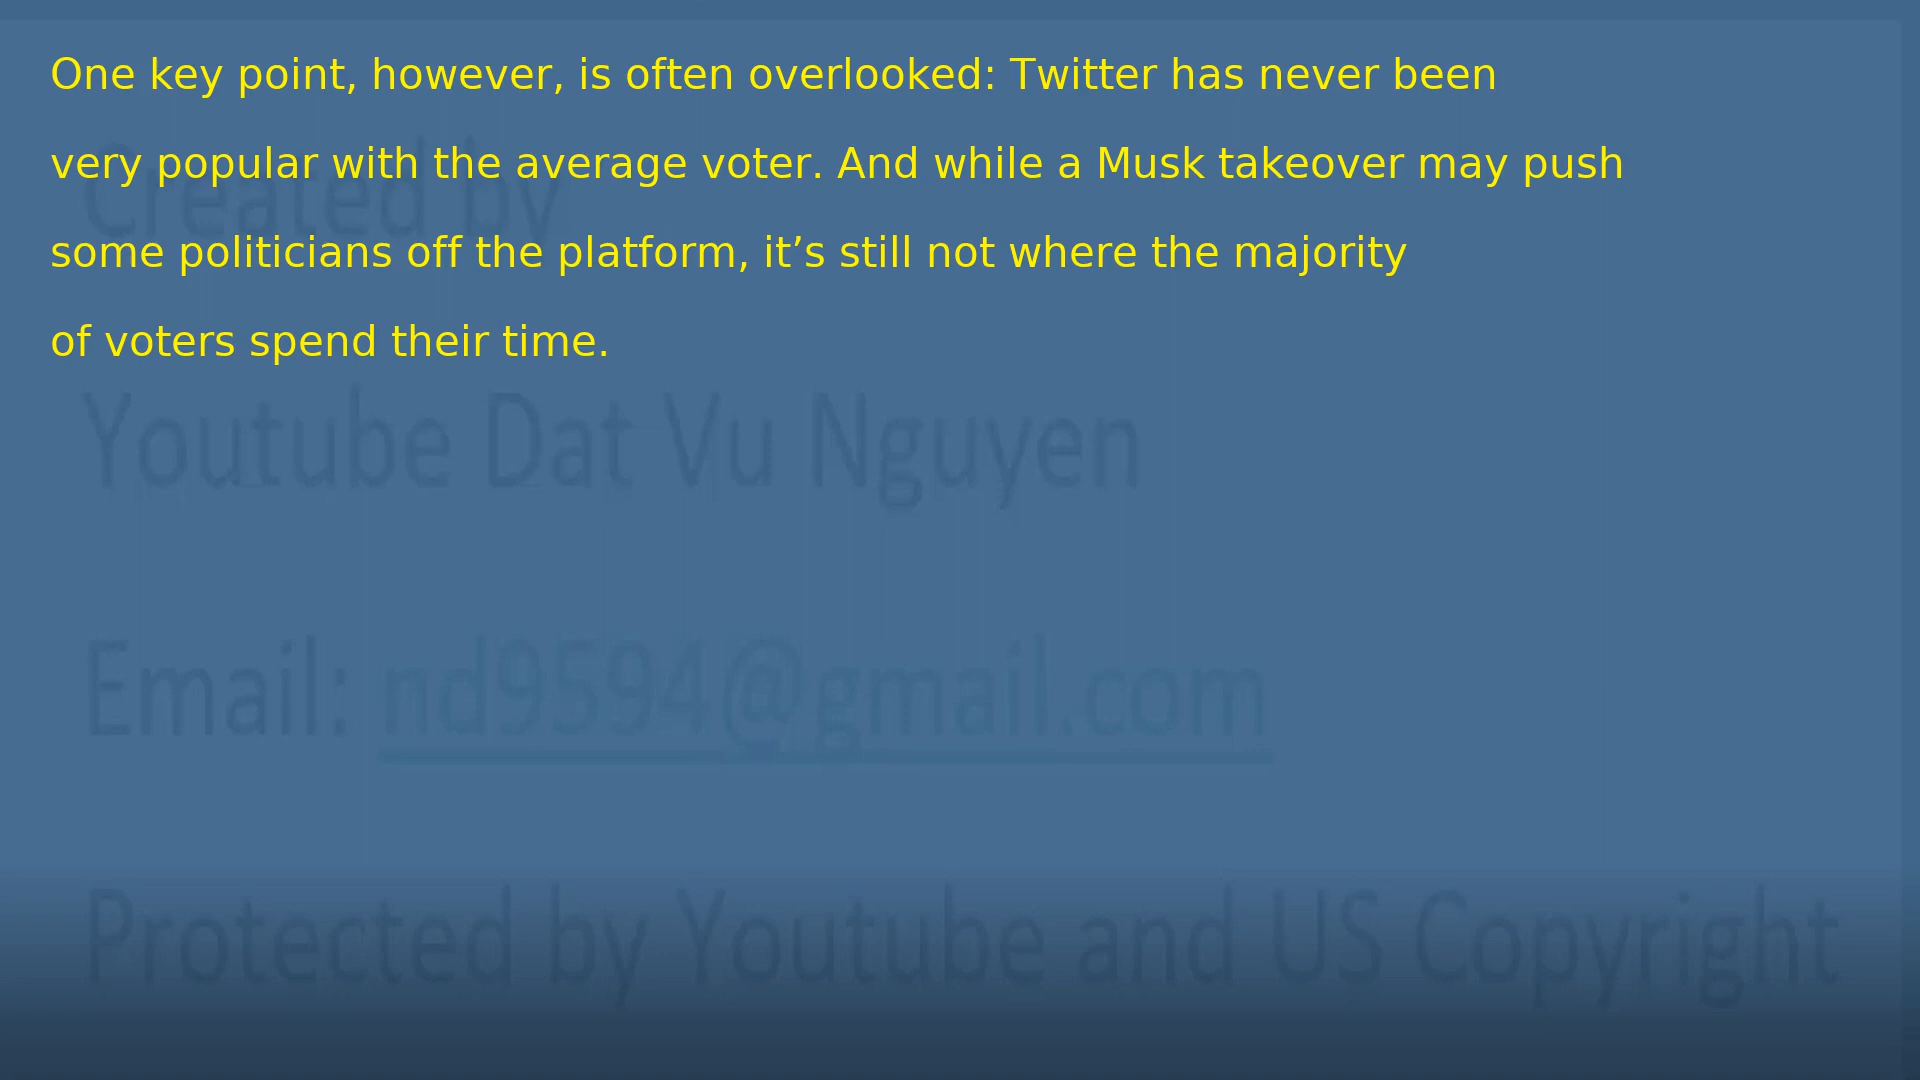 One key point, however, is often overlooked: Twitter has never been
very popular with the average voter. And while a Musk takeover may push
some politicians off the platform, it’s still not where the majority
of voters spend their time.
Created by
Youtube Dat Vu Nguyen
Email: nd9594@gmail.com
Protected by Youtube and US Copyright